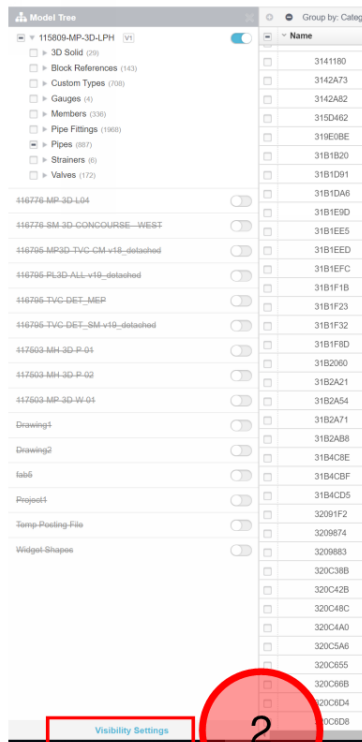 Model Tree
115809-MP-3D-LPH V1
3D Solid (29)
Block References (143)
Custom Types (708)
Gauges (4)
Members (336)
Pipe Fittings (1968)
Pipes (887)
Strainers (6)
Valves (172)
116776-MP-3D-L04
116776-SM-3D-CONCOURSE - WEST
116795-MP3D-TVC-CM-v18_detached
116795-PL3D-ALL-v19_detached
116795-TVC-DET_MEP
116795-TVC-DET_SM-v19_detached
117503-MH-3D-P-01
117503-MH-3D-P-02
117503-MP-3D-W-01
Drawing1
Drawing2
fab5
Project1
Temp Posting File
Widget Shapes
Visibility Settings
2
Group by: Categ
Name
3141180
3142A73
3142A82
315D462
319E0BE
31B1B20
31B1D91
31B1DA6
31B1E9D
31B1EE5
31B1EED
31B1EFC
31B1F1B
31B1F23
31B1F32
31B1F8D
31B2060
31B2A21
31B2A54
31B2A71
31B2AB8
31B4C8E
31B4CBF
31B4CD5
32091F2
3209874
3209883
320C38B
320C42B
320C48C
320C4A0
320C5A6
320C655
320C66B
320C6D4
320C6D8